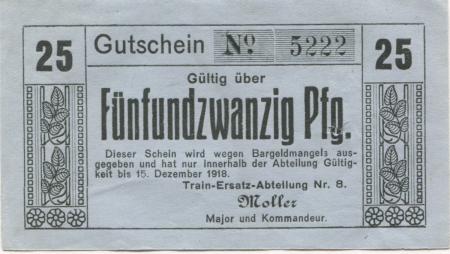 25 Gutschein No. 5222 25
Gültig über
Fünfundzwanzig Pfg.
Dieser Schein wird wegen Bargeldmangels aus-
gegeben und hat nur innerhalb der Abteilung Gültig-
keit bis 15. Dezember 1918.
Train-Ersatz-Abteilung Nr. 8.
Moller
Major und Kommandeur.